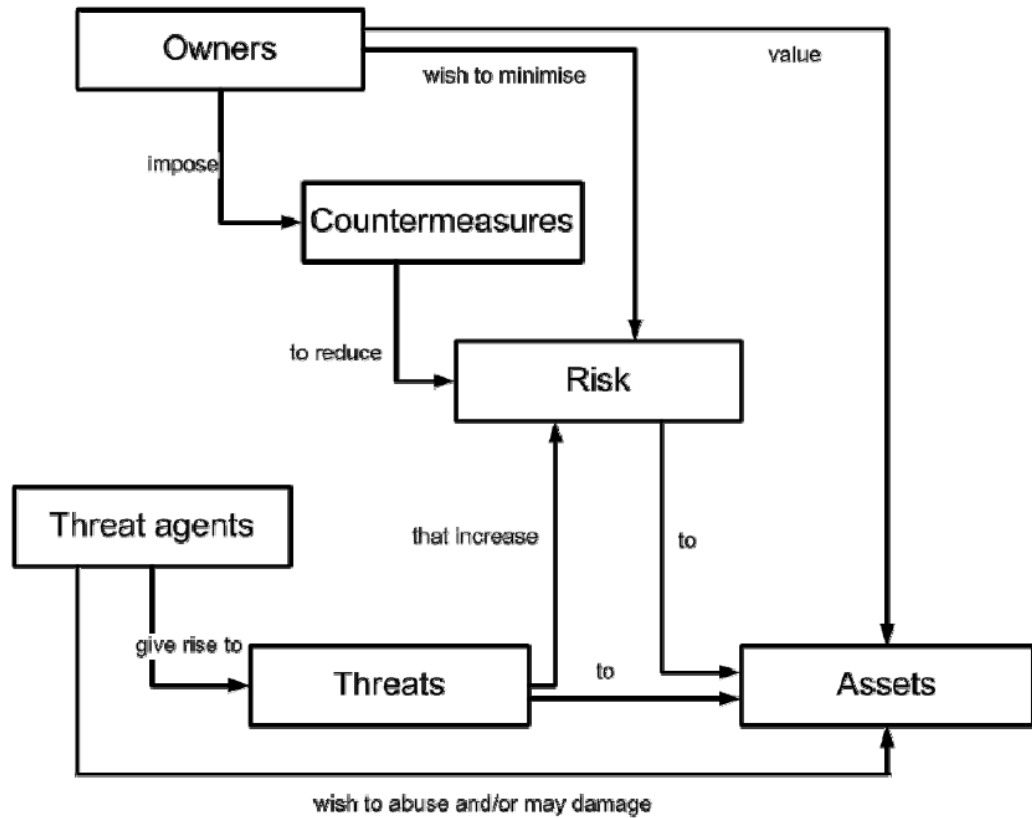 Owners
value
wish to minimise
impose
Countermeasures
to reduce
Risk
Threat agents
that increase
to
give rise to
Threats
to
Assets
wish to abuse and/or may damage